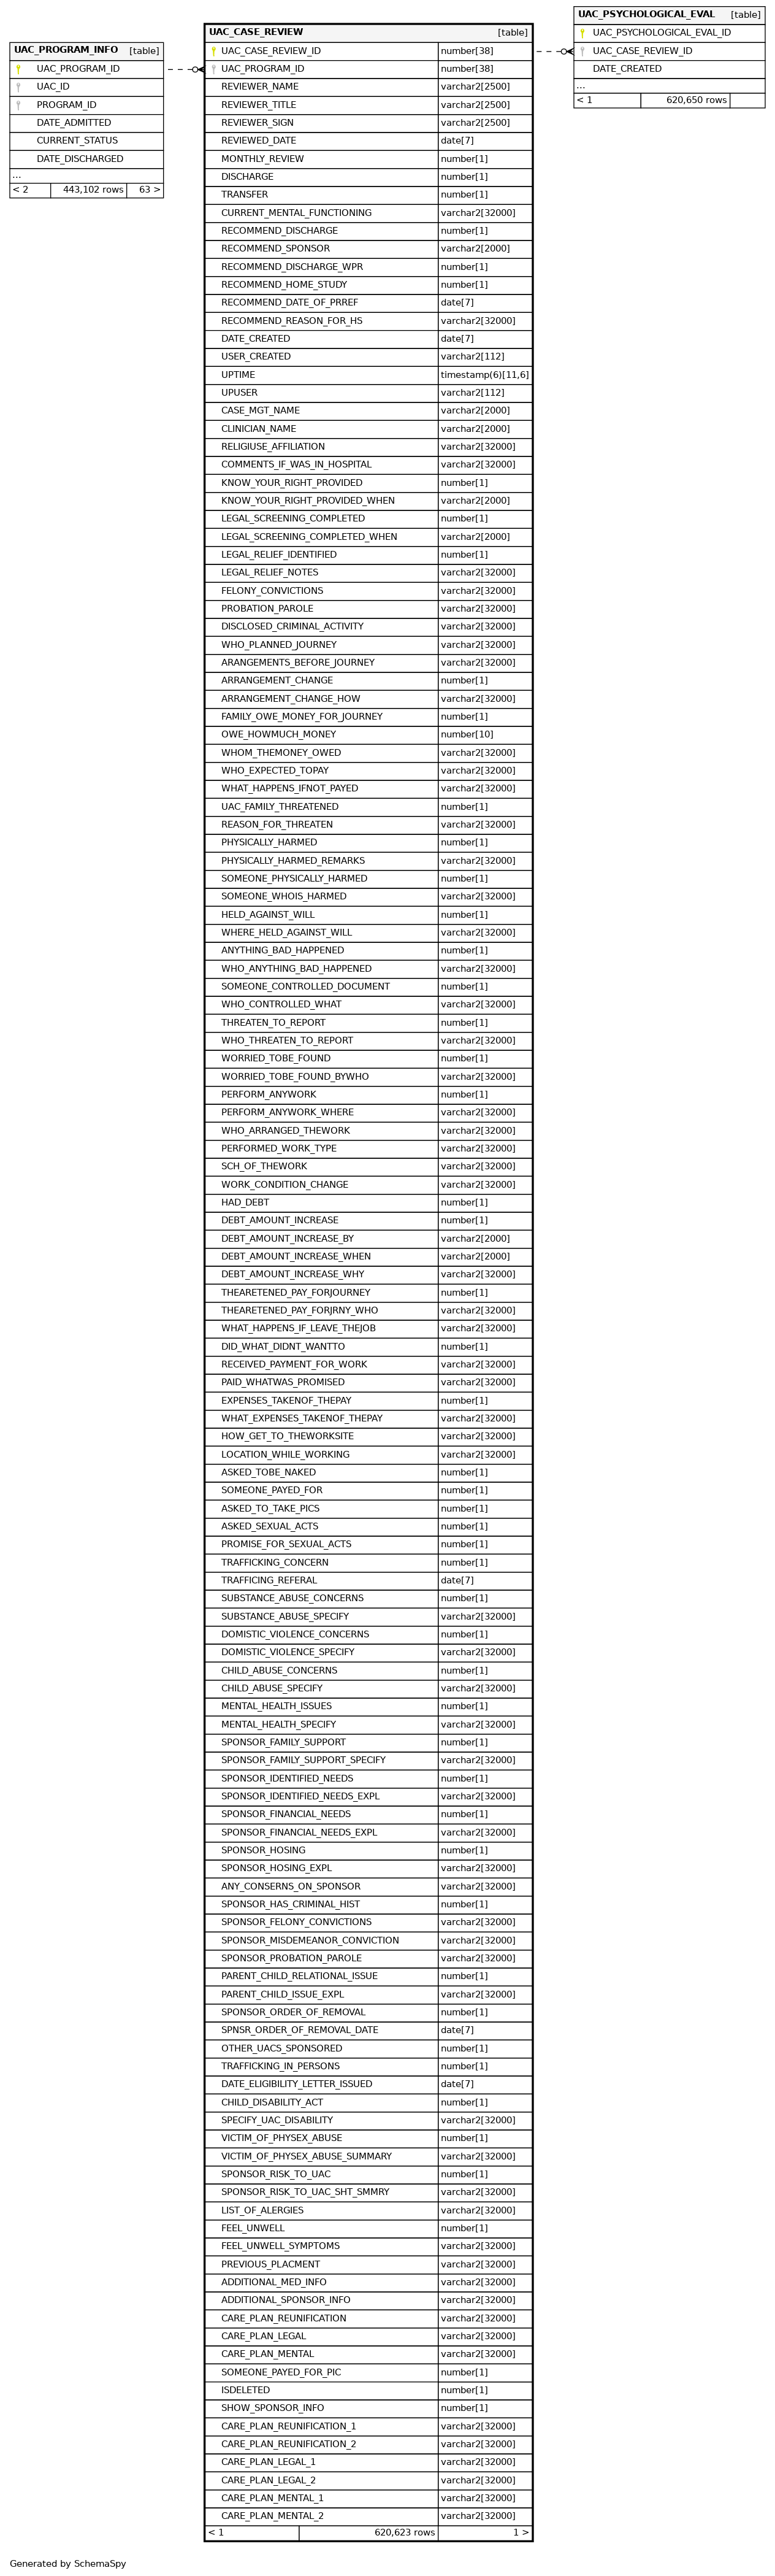 UAC_PROGRAM_INFO [table]
UAC_PROGRAM_ID
UAC_ID
PROGRAM_ID
DATE_ADMITTED
CURRENT_STATUS
DATE_DISCHARGED
...
< 2 443,102 rows 63 >
UAC_CASE_REVIEW [table]
UAC_CASE_REVIEW_ID number[38]
UAC_PROGRAM_ID number[38]
REVIEWER_NAME varchar2[2500]
REVIEWER_TITLE varchar2[2500]
REVIEWER_SIGN varchar2[2500]
REVIEWED_DATE date[7]
MONTHLY_REVIEW number[1]
DISCHARGE number[1]
TRANSFER number[1]
CURRENT_MENTAL_FUNCTIONING varchar2[32000]
RECOMMEND_DISCHARGE number[1]
RECOMMEND_SPONSOR varchar2[2000]
RECOMMEND_DISCHARGE_WPR number[1]
RECOMMEND_HOME_STUDY number[1]
RECOMMEND_DATE_OF_PRREF date[7]
RECOMMEND_REASON_FOR_HS varchar2[32000]
DATE_CREATED date[7]
USER_CREATED varchar2[112]
UPTIME timestamp(6)[11,6]
UPUSER varchar2[112]
CASE_MGT_NAME varchar2[2000]
CLINICIAN_NAME varchar2[2000]
RELIGIUSE_AFFILIATION varchar2[32000]
COMMENTS_IF_WAS_IN_HOSPITAL varchar2[32000]
KNOW_YOUR_RIGHT_PROVIDED number[1]
KNOW_YOUR_RIGHT_PROVIDED_WHEN varchar2[2000]
LEGAL_SCREENING_COMPLETED number[1]
LEGAL_SCREENING_COMPLETED_WHEN varchar2[2000]
LEGAL_RELIEF_IDENTIFIED number[1]
LEGAL_RELIEF_NOTES varchar2[32000]
FELONY_CONVICTIONS varchar2[32000]
PROBATION_PAROLE varchar2[32000]
DISCLOSED_CRIMINAL_ACTIVITY varchar2[32000]
WHO_PLANNED_JOURNEY varchar2[32000]
ARANGEMENTS_BEFORE_JOURNEY varchar2[32000]
ARRANGEMENT_CHANGE number[1]
ARRANGEMENT_CHANGE_HOW varchar2[32000]
FAMILY_OWE_MONEY_FOR_JOURNEY number[1]
OWE_HOWMUCH_MONEY number[10]
WHOM_THEMONEY_OWED varchar2[32000]
WHO_EXPECTED_TOPAY varchar2[32000]
WHAT_HAPPENS_IFNOT_PAYED varchar2[32000]
UAC_FAMILY_THREATENED number[1]
REASON_FOR_THREATEN varchar2[32000]
PHYSICALLY_HARMED number[1]
PHYSICALLY_HARMED_REMARKS varchar2[32000]
SOMEONE_PHYSICALLY_HARMED number[1]
SOMEONE_WHOIS_HARMED varchar2[32000]
HELD_AGAINST_WILL number[1]
WHERE_HELD_AGAINST_WILL varchar2[32000]
ANYTHING_BAD_HAPPENED number[1]
WHO_ANYTHING_BAD_HAPPENED varchar2[32000]
SOMEONE_CONTROLLED_DOCUMENT number[1]
WHO_CONTROLLED_WHAT varchar2[32000]
THREATEN_TO_REPORT number[1]
WHO_THREATEN_TO_REPORT varchar2[32000]
WORRIED_TOBE_FOUND number[1]
WORRIED_TOBE_FOUND_BYWHO varchar2[32000]
PERFORM_ANYWORK number[1]
PERFORM_ANYWORK_WHERE varchar2[32000]
WHO_ARRANGED_THEWORK varchar2[32000]
PERFORMED_WORK_TYPE varchar2[32000]
SCH_OF_THEWORK varchar2[32000]
WORK_CONDITION_CHANGE varchar2[32000]
HAD_DEBT number[1]
DEBT_AMOUNT_INCREASE number[1]
DEBT_AMOUNT_INCREASE_BY varchar2[2000]
DEBT_AMOUNT_INCREASE_WHEN varchar2[2000]
DEBT_AMOUNT_INCREASE_WHY varchar2[32000]
THEARETENED_PAY_FORJOURNEY number[1]
THEARETENED_PAY_FORJRNY_WHO varchar2[32000]
WHAT_HAPPENS_IF_LEAVE_THEJOB varchar2[32000]
DID_WHAT_DIDNT_WANTTO number[1]
RECEIVED_PAYMENT_FOR_WORK varchar2[32000]
PAID_WHATWAS_PROMISED varchar2[32000]
EXPENSES_TAKENOF_THEPAY number[1]
WHAT_EXPENSES_TAKENOF_THEPAY varchar2[32000]
HOW_GET_TO_THEWORKSITE varchar2[32000]
LOCATION_WHILE_WORKING varchar2[32000]
ASKED_TOBE_NAKED number[1]
SOMEONE_PAYED_FOR number[1]
ASKED_TO_TAKE_PICS number[1]
ASKED_SEXUAL_ACTS number[1]
PROMISE_FOR_SEXUAL_ACTS number[1]
TRAFFICKING_CONCERN number[1]
TRAFFICING_REFERAL date[7]
SUBSTANCE_ABUSE_CONCERNS number[1]
SUBSTANCE_ABUSE_SPECIFY varchar2[32000]
DOMISTIC_VIOLENCE_CONCERNS number[1]
DOMISTIC_VIOLENCE_SPECIFY varchar2[32000]
CHILD_ABUSE_CONCERNS number[1]
CHILD_ABUSE_SPECIFY varchar2[32000]
MENTAL_HEALTH_ISSUES number[1]
MENTAL_HEALTH_SPECIFY varchar2[32000]
SPONSOR_FAMILY_SUPPORT number[1]
SPONSOR_FAMILY_SUPPORT_SPECIFY varchar2[32000]
SPONSOR_IDENTIFIED_NEEDS number[1]
SPONSOR_IDENTIFIED_NEEDS_EXPL varchar2[32000]
SPONSOR_FINANCIAL_NEEDS number[1]
SPONSOR_FINANCIAL_NEEDS_EXPL varchar2[32000]
SPONSOR_HOSING number[1]
SPONSOR_HOSING_EXPL varchar2[32000]
ANY_CONSERNS_ON_SPONSOR varchar2[32000]
SPONSOR_HAS_CRIMINAL_HIST number[1]
SPONSOR_FELONY_CONVICTIONS varchar2[32000]
SPONSOR_MISDEMEANOR_CONVICTION varchar2[32000]
SPONSOR_PROBATION_PAROLE varchar2[32000]
PARENT_CHILD_RELATIONAL_ISSUE number[1]
PARENT_CHILD_ISSUE_EXPL varchar2[32000]
SPONSOR_ORDER_OF_REMOVAL number[1]
SPNSR_ORDER_OF_REMOVAL_DATE date[7]
OTHER_UACS_SPONSORED number[1]
TRAFFICKING_IN_PERSONS number[1]
DATE_ELIGIBILITY_LETTER_ISSUED date[7]
CHILD_DISABILITY_ACT number[1]
SPECIFY_UAC_DISABILITY varchar2[32000]
VICTIM_OF_PHYSEX_ABUSE number[1]
VICTIM_OF_PHYSEX_ABUSE_SUMMARY varchar2[32000]
SPONSOR_RISK_TO_UAC number[1]
SPONSOR_RISK_TO_UAC_SHT_SMMRY varchar2[32000]
LIST_OF_ALERGIES varchar2[32000]
FEEL_UNWELL number[1]
FEEL_UNWELL_SYMPTOMS varchar2[32000]
PREVIOUS_PLACMENT varchar2[32000]
ADDITIONAL_MED_INFO varchar2[32000]
ADDITIONAL_SPONSOR_INFO varchar2[32000]
CARE_PLAN_REUNIFICATION varchar2[32000]
CARE_PLAN_LEGAL varchar2[32000]
CARE_PLAN_MENTAL varchar2[32000]
SOMEONE_PAYED_FOR_PIC number[1]
ISDELETED number[1]
SHOW_SPONSOR_INFO number[1]
CARE_PLAN_REUNIFICATION_1 varchar2[32000]
CARE_PLAN_REUNIFICATION_2 varchar2[32000]
CARE_PLAN_LEGAL_1 varchar2[32000]
CARE_PLAN_LEGAL_2 varchar2[32000]
CARE_PLAN_MENTAL_1 varchar2[32000]
CARE_PLAN_MENTAL_2 varchar2[32000]
< 1 620,623 rows 1 >
UAC_PSYCHOLOGICAL_EVAL [table]
UAC_PSYCHOLOGICAL_EVAL_ID
UAC_CASE_REVIEW_ID
DATE_CREATED
...
< 1 620,650 rows
Generated by SchemaSpy